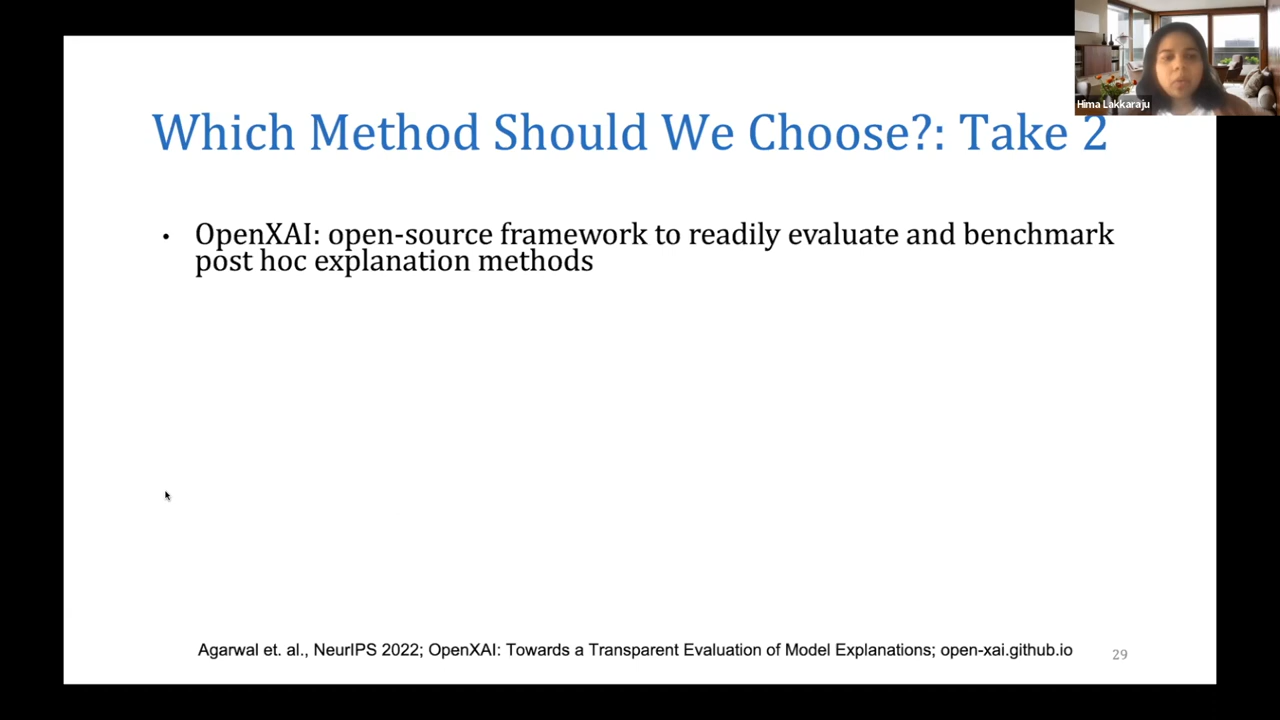 Hima Lakkaraju
Which Method Should We Choose?: Take 2
• OpenXAI: open-source framework to readily evaluate and benchmark
post hoc explanation methods
Agarwal et. al., NeurIPS 2022; OpenXAI: Towards a Transparent Evaluation of Model Explanations; open-xai.github.io
29